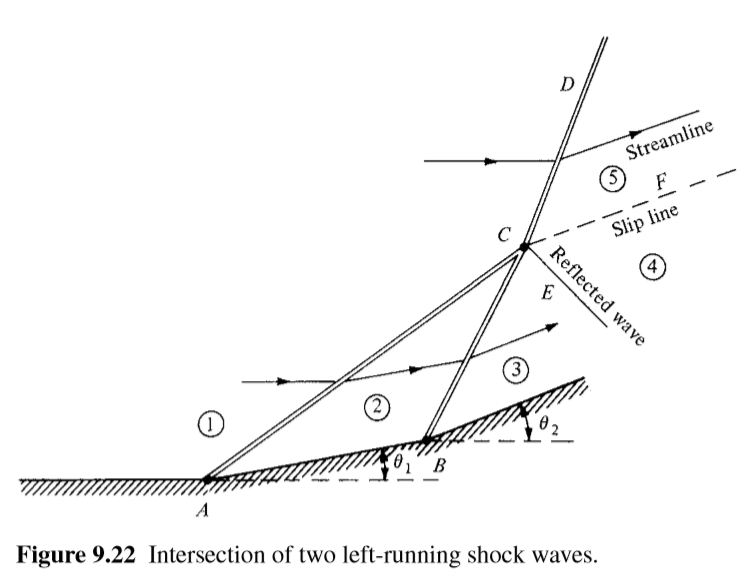 D
Streamline
5
F
C
Slip line
4
Reflected wave
E
3
2
1
θ2
θ1
B
A
Figure 9.22 Intersection of two left-running shock waves.